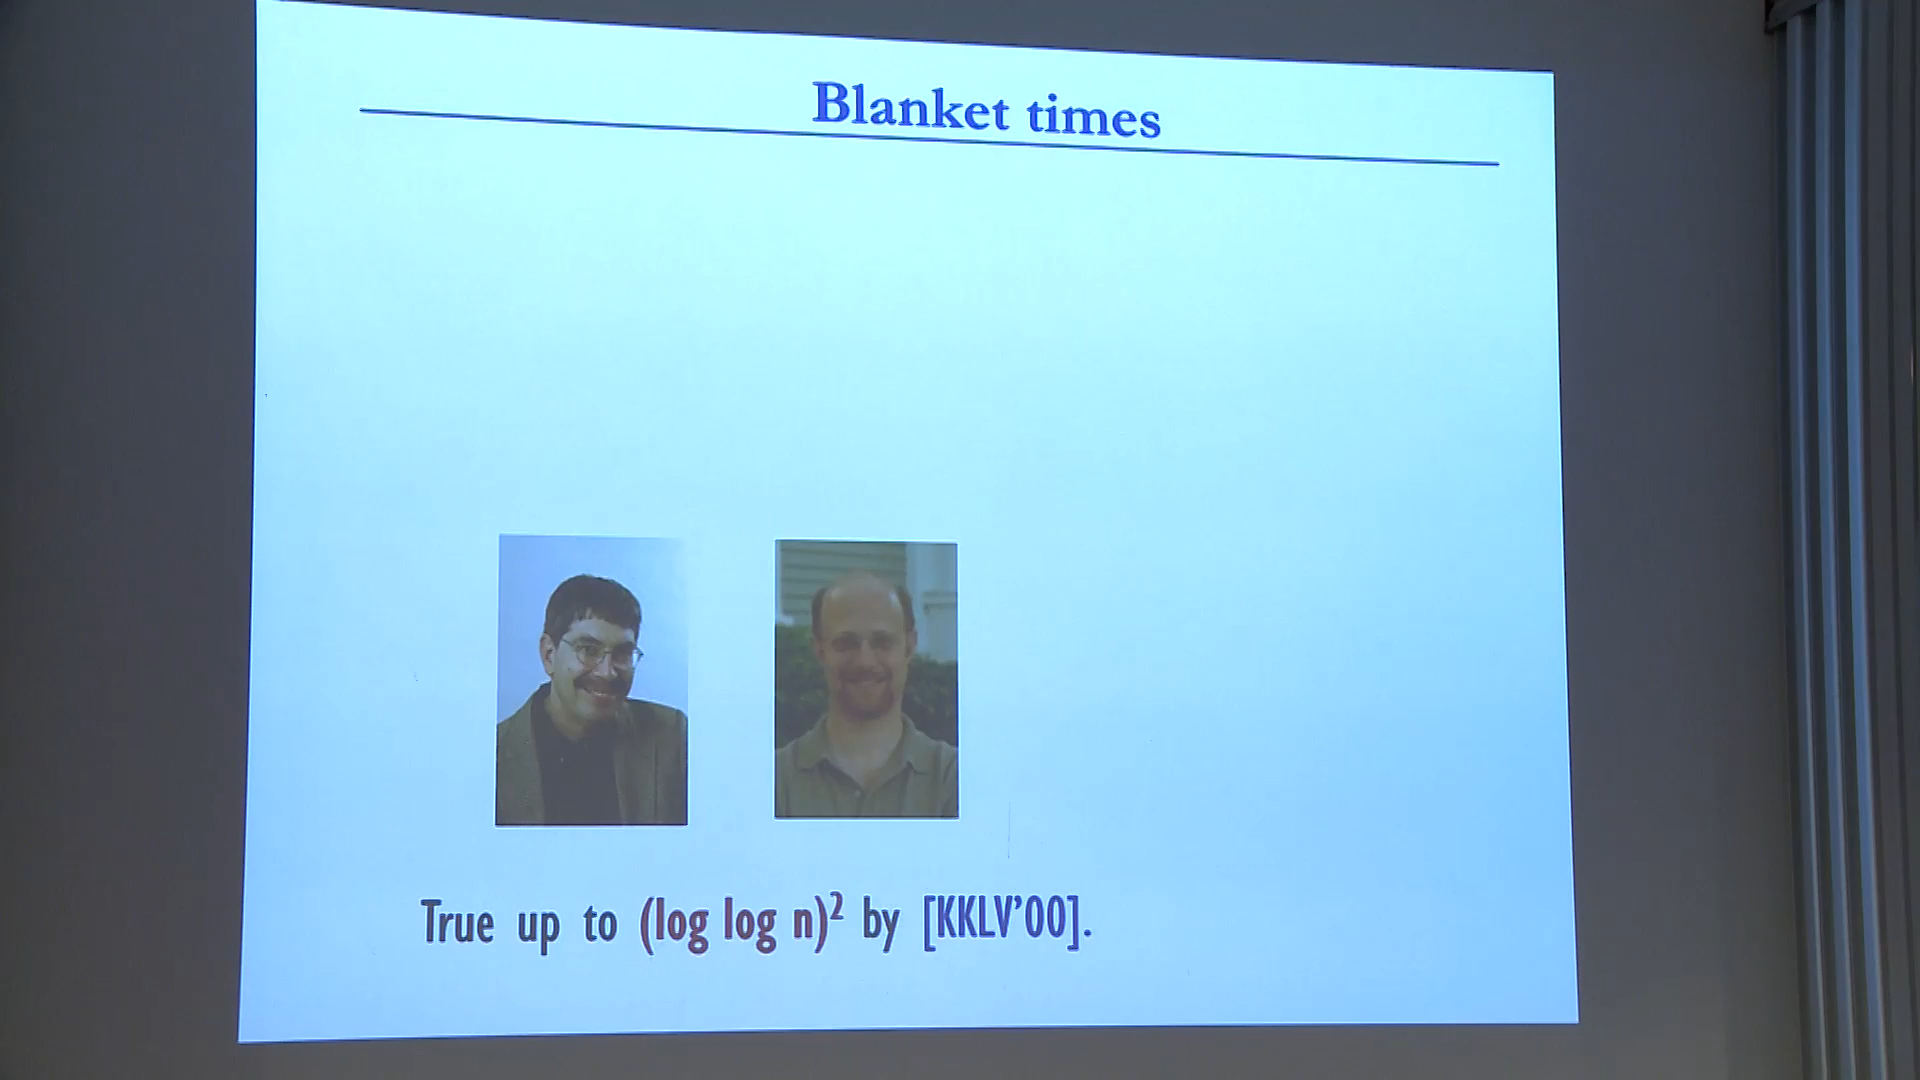 Blanket times
True up to (log log n)² by [KKLV’00].